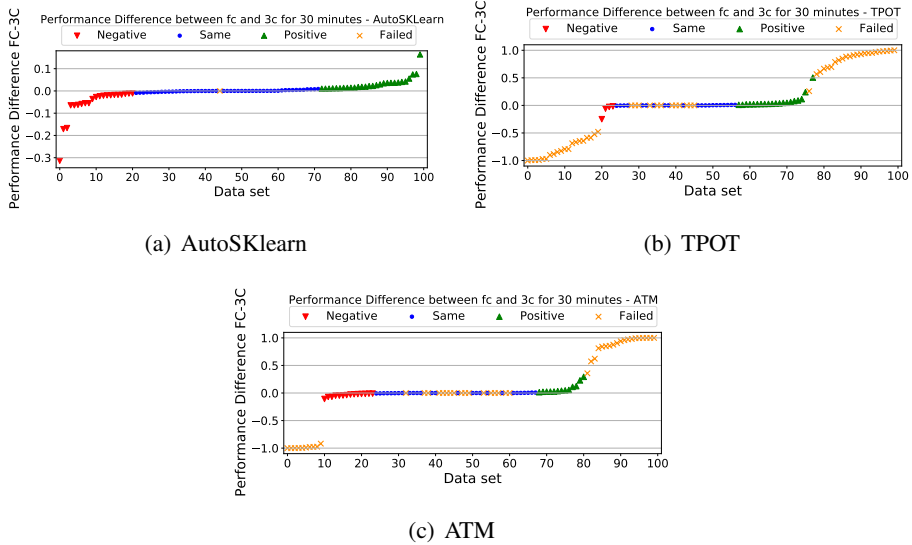 Performance Difference between fc and 3c for 30 minutes - AutoSKLearn
Negative Same Positive Failed
Performance Difference FC-3C
0.1
0.0
−0.1
−0.2
−0.3
0 10 20 30 40 50 60 70 80 90 100
Data set
(a) AutoSKlearn
Performance Difference between fc and 3c for 30 minutes - TPOT
Negative Same Positive Failed
Performance Difference FC-3C
1.0
0.5
0.0
−0.5
−1.0
0 10 20 30 40 50 60 70 80 90 100
Data set
(b) TPOT
Performance Difference between fc and 3c for 30 minutes - ATM
Negative Same Positive Failed
Performance Difference FC-3C
1.0
0.5
0.0
−0.5
−1.0
0 10 20 30 40 50 60 70 80 90 100
Data set
(c) ATM